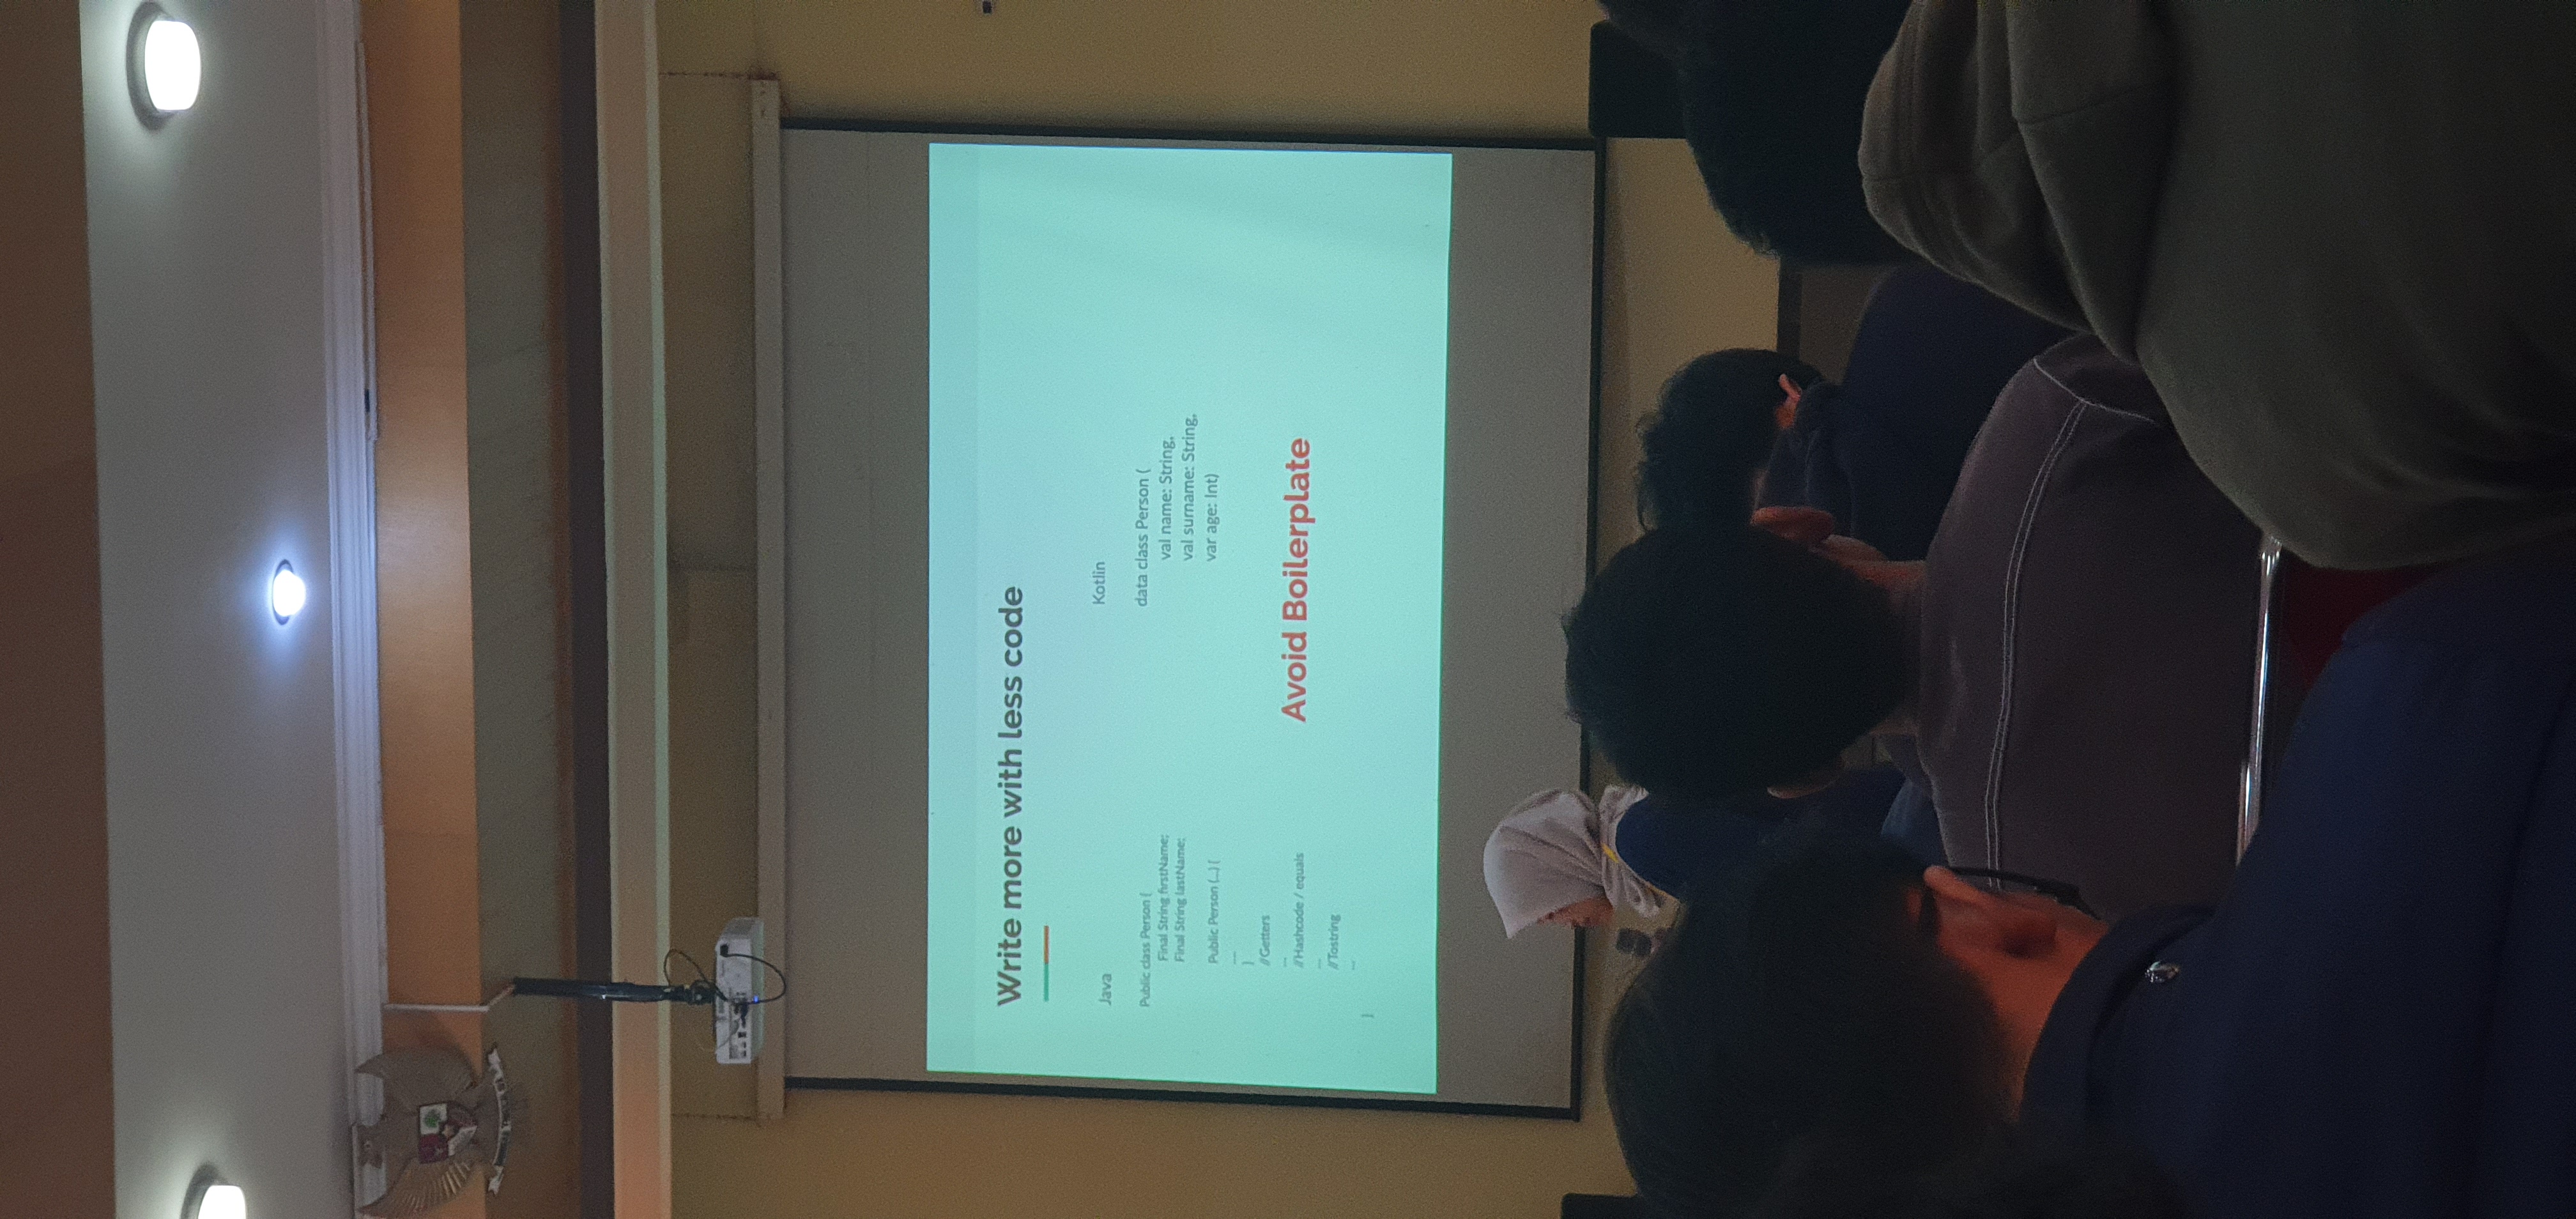 Write more with less code
Java
Public class Person {
Final String firstName;
Final String lastName;
Public Person (...) {
....
}
//Getters
...
//Hashcode / equals
...
//Tostring
...
}
Kotlin
data class Person (
val name: String,
val surname: String,
var age: Int)
Avoid Boilerplate